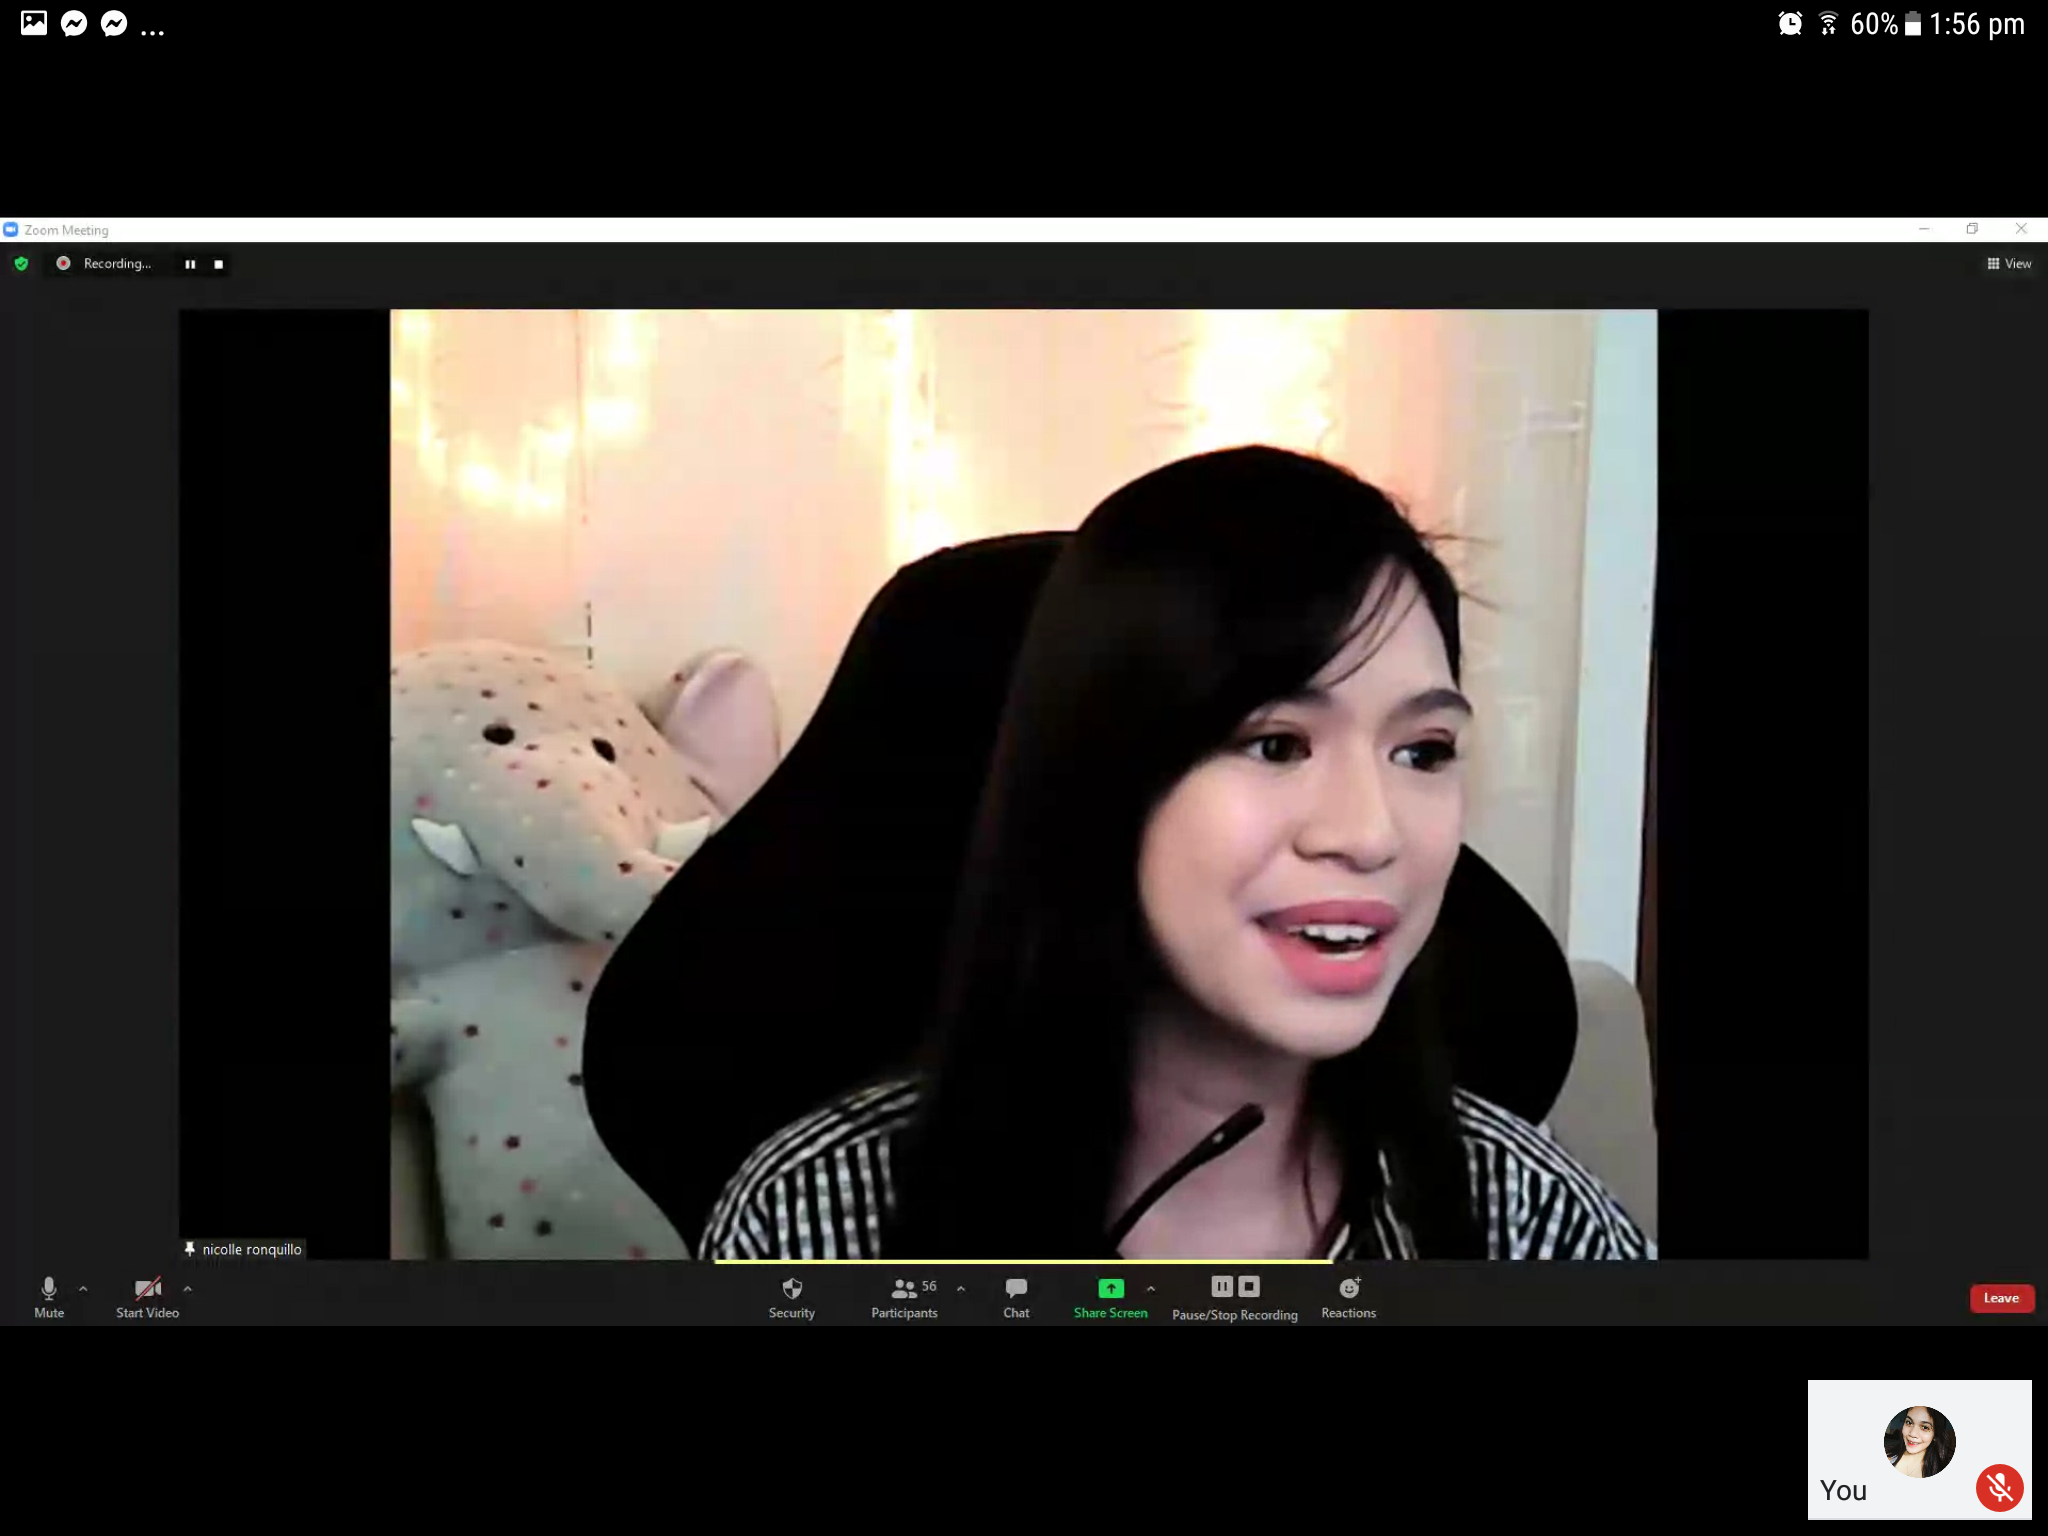 ... 60% 1:56 pm
Zoom Meeting
Recording... View
nicolle ronquillo
56
Mute Start Video Security Participants Chat Share Screen Pause/Stop Recording Reactions Leave
You